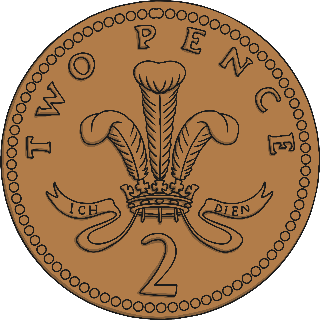 TWO PENCE
ICH DIEN
2